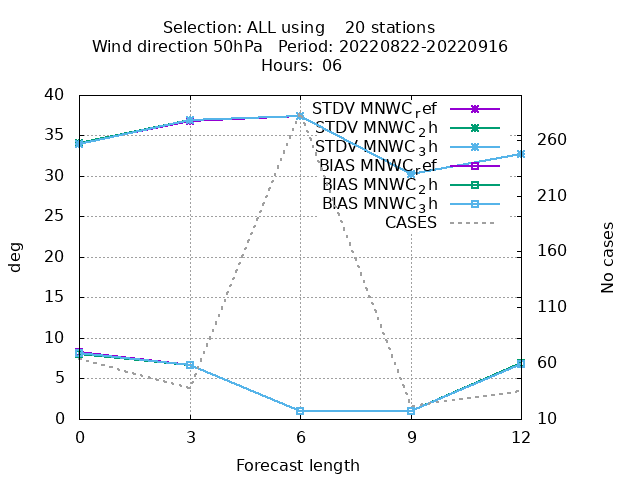 Selection: ALL using    20 stations
Wind direction 50hPa   Period: 20220822-20220916
Hours: 06
40
35
30
25
20
15
10
5
0
deg
STDV MNWC_ref
STDV MNWC_2h
STDV MNWC_3h
BIAS MNWC_ref
BIAS MNWC_2h
BIAS MNWC_3h
CASES
260
210
160
110
60
10
No cases
0 3 6 9 12
Forecast length